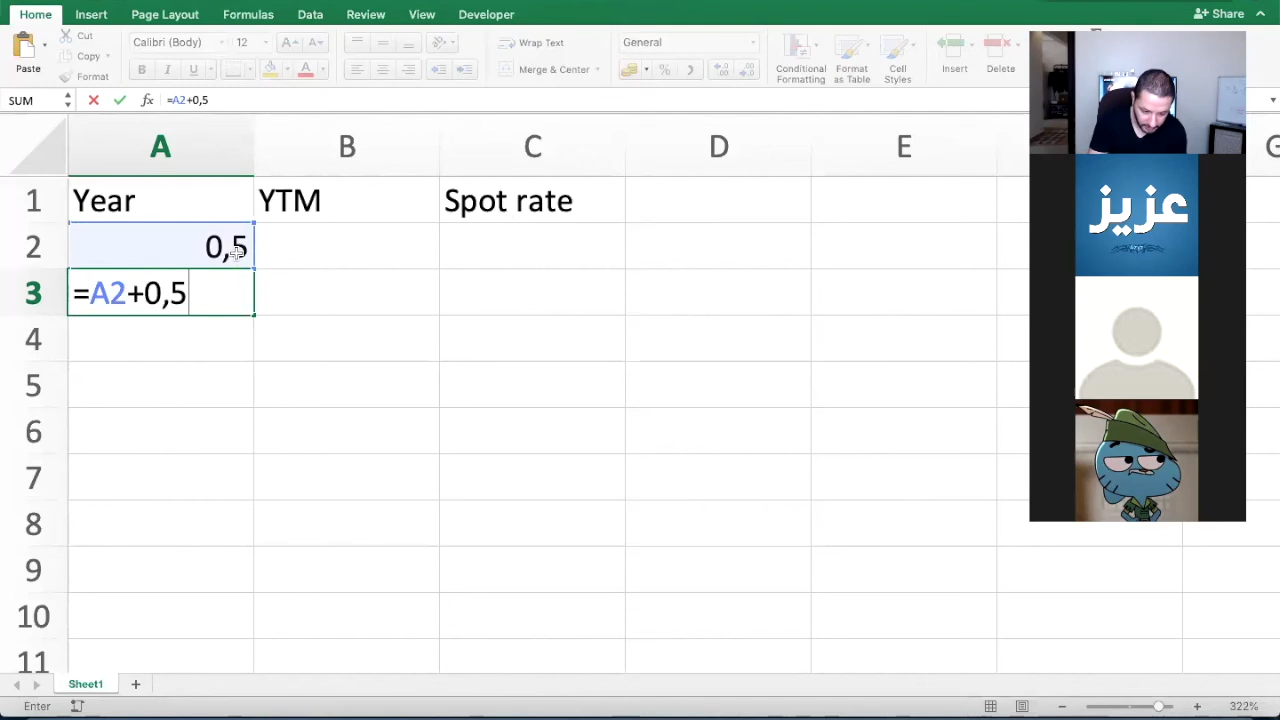 Home Insert Page Layout Formulas Data Review View Developer Share
Cut Calibri (Body) 12 A A Wrap Text General
Copy
Paste Format B I U A Merge & Center % Conditional Formatting Format as Table Cell Styles Insert Delete
SUM fx =A2+0,5
A B C D E G
1 Year YTM Spot rate
2 0,5
3 =A2+0,5
4
5
6
7
8
9
10
11
عزيز
Sheet1 +
Enter 322%